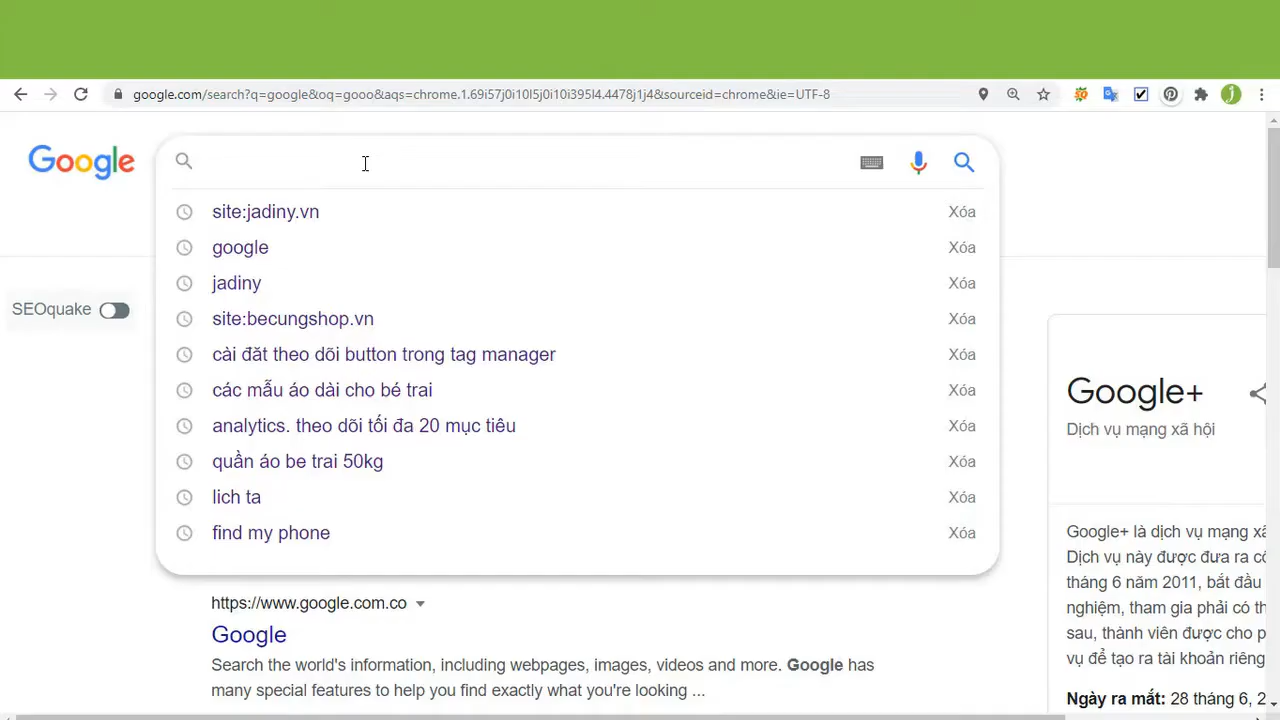 google.com/search?q=google&oq=gooo&aqs=chrome.1.69i57j0i10l5j0i10i395l4.4478j1j4&sourceid=chrome&ie=UTF-8
Google
site:jadiny.vn Xóa
google Xóa
jadiny Xóa
site:becungshop.vn Xóa
cài đăt theo dõi button trong tag manager Xóa
các mẫu áo dài cho bé trai Xóa
analytics. theo dõi tối đa 20 mục tiêu Xóa
quần áo be trai 50kg Xóa
lich ta Xóa
find my phone Xóa
SEOquake
https://www.google.com.co
Google
Search the world's information, including webpages, images, videos and more. Google has
many special features to help you find exactly what you're looking ...
Google+
Dịch vụ mạng xã hội
Google+ là dịch vụ mạng xã
Dịch vụ này được đưa ra
tháng 6 năm 2011, bắt đầu
nghiệm, tham gia phải có
sau, thành viên được cho
vụ để tạo ra tài khoản riêng
Ngày ra mắt: 28 tháng 6,